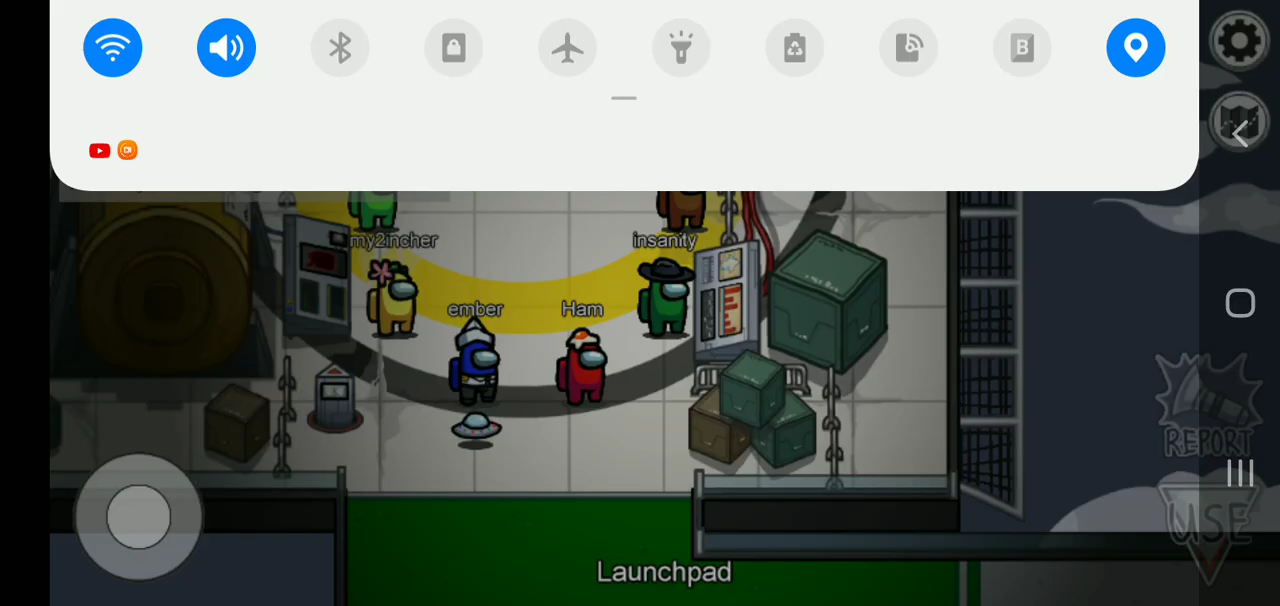 B
my2incher
insanity
ember
Ham
REPORT
USE
Launchpad